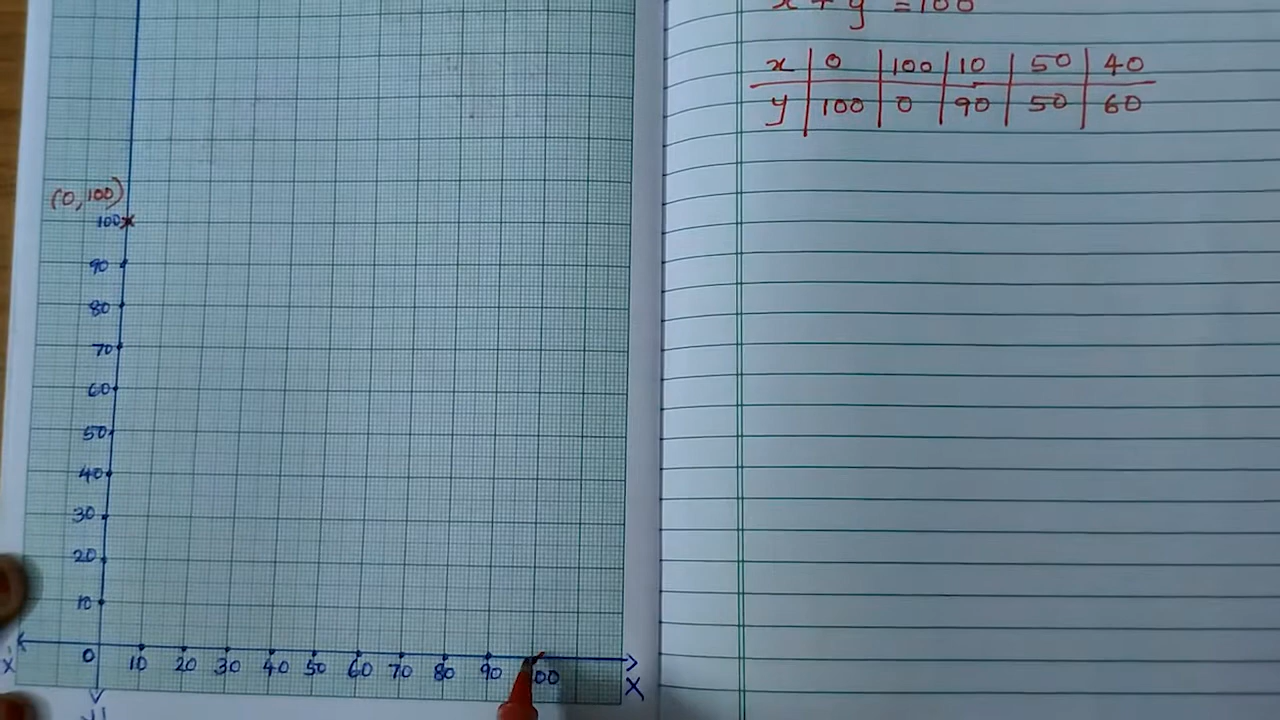 x + y = 100
x 0 100 10 50 40
y 100 0 90 50 60
(0,100)
100
90
80
70
60
50
40
30
20
10
0 10 20 30 40 50 60 70 80 90 100
X' X